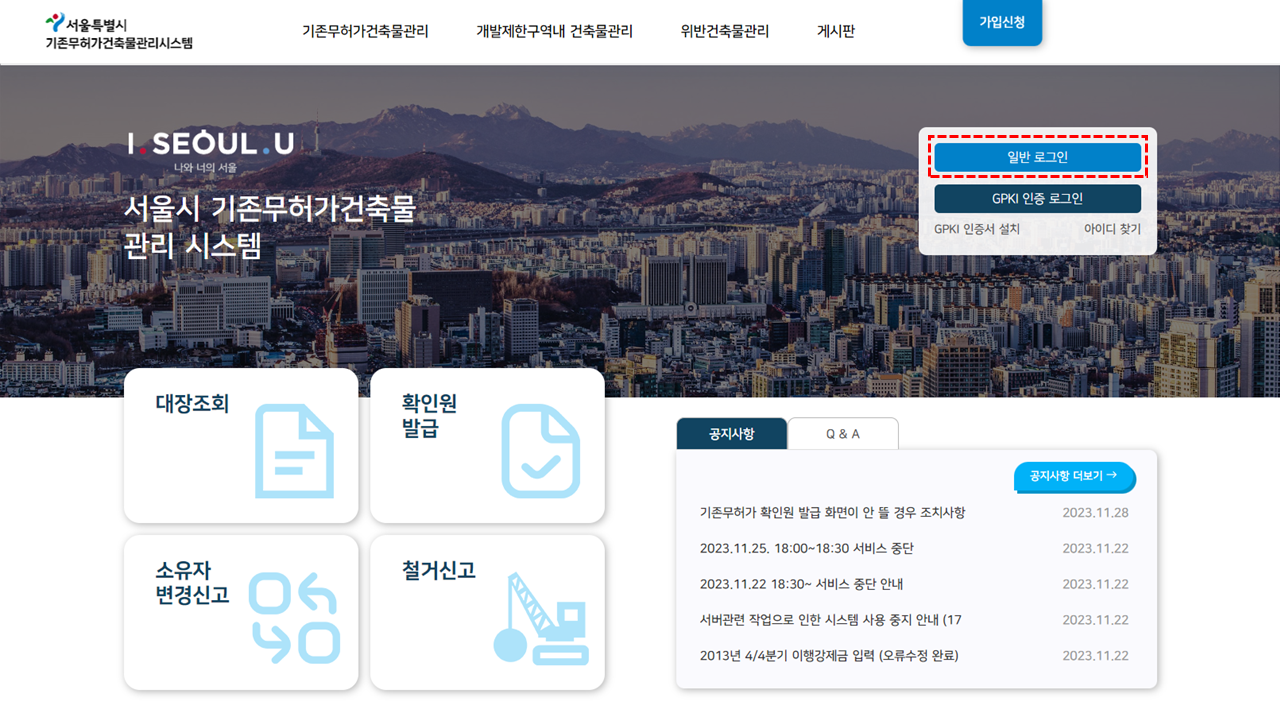 서울특별시
기존무허가건축물관리시스템
기존무허가건축물관리
개발제한구역내 건축물관리
위반건축물관리
게시판
가입신청
I.SEOUL.U
나와 너의 서울
서울시 기존무허가건축물
관리 시스템
일반 로그인
GPKI 인증 로그인
GPKI 인증서 설치
아이디 찾기
대장조회
확인원
발급
소유자
변경신고
철거신고
공지사항
Q & A
공지사항 더보기 →
기존무허가 확인원 발급 화면이 안 뜰 경우 조치사항 2023.11.28
2023.11.25. 18:00~18:30 서비스 중단 2023.11.22
2023.11.22 18:30~ 서비스 중단 안내 2023.11.22
서버관련 작업으로 인한 시스템 사용 중지 안내 (17 2023.11.22
2013년 4/4분기 이행강제금 입력 (오류수정 완료) 2023.11.22